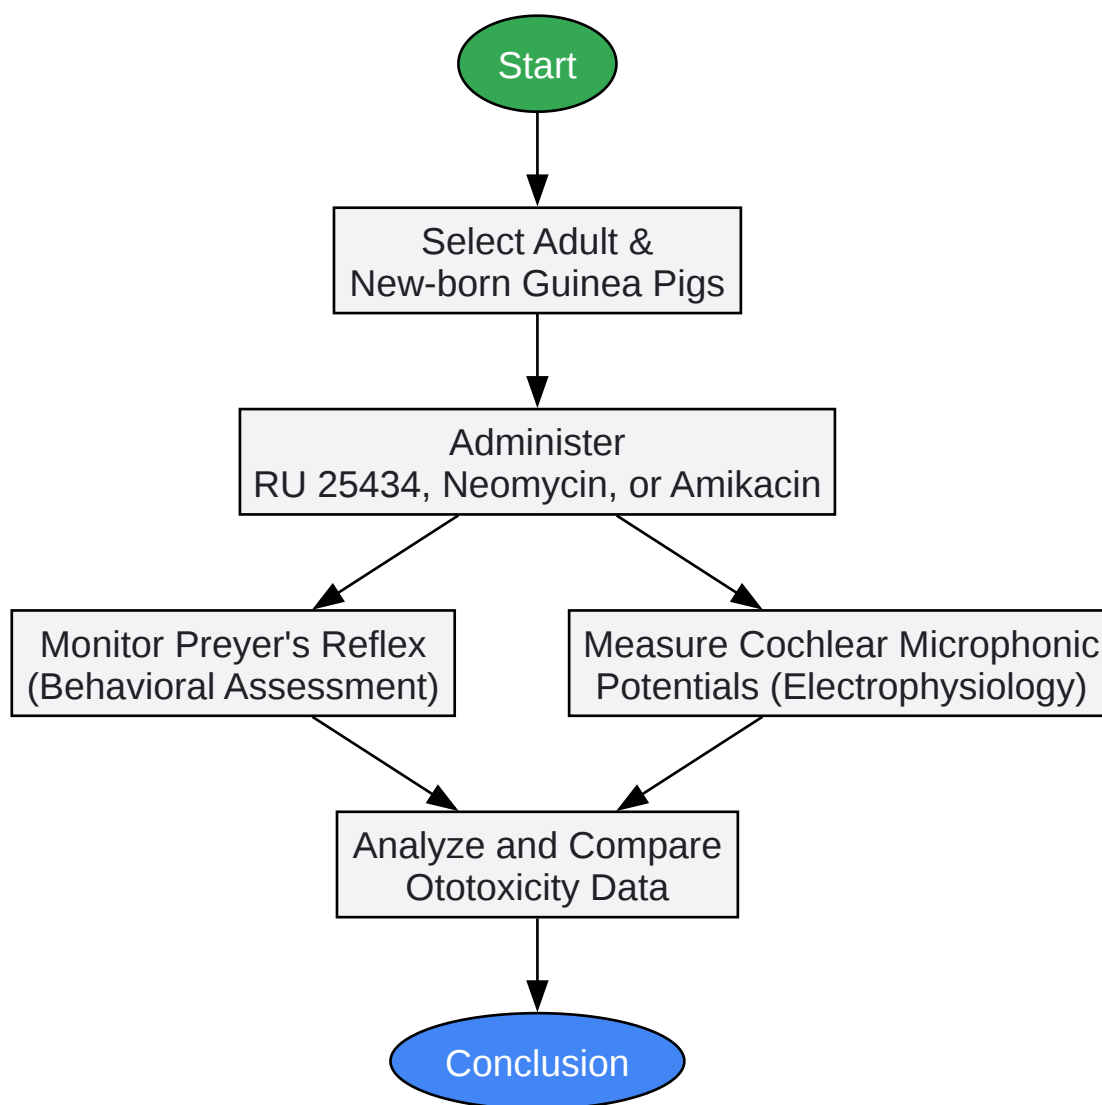 Start
Select Adult &
New-born Guinea Pigs
Administer
RU 25434, Neomycin, or Amikacin
Monitor Preyer's Reflex
(Behavioral Assessment)
Measure Cochlear Microphonic
Potentials (Electrophysiology)
Analyze and Compare
Ototoxicity Data
Conclusion